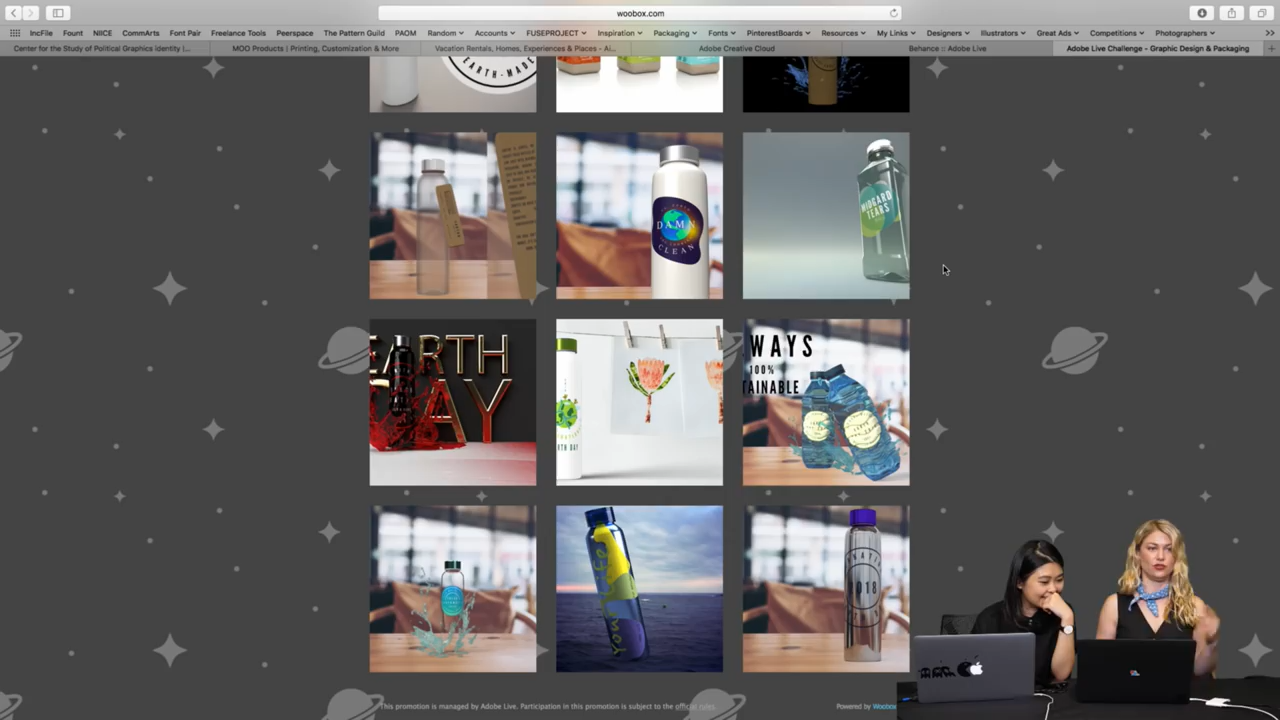 woobox.com
IncFile Fount NIICE CommArts Font Pair Freelance Tools Peerspace The Pattern Guild PAOM Random Accounts FUSEPROJECT Inspiration Packaging Fonts PinterestBoards Resources My Links Designers Illustrators Great Ads Competitions Photographers
Center for the Study of Political Graphics identity |... MOO Products | Printing, Customization & More Vacation Rentals, Homes, Experiences & Places - Ai... Adobe Creative Cloud Behance :: Adobe Live Adobe Live Challenge - Graphic Design & Packaging
EARTH-MADE
DAMN
CLEAN
MIDGARD
TEARS
EARTH
DAY
WAYS
100%
TAINABLE
RTH DAY
YourLife
2018
This promotion is managed by Adobe Live. Participation in this promotion is subject to the official rules.
Powered by Woobox